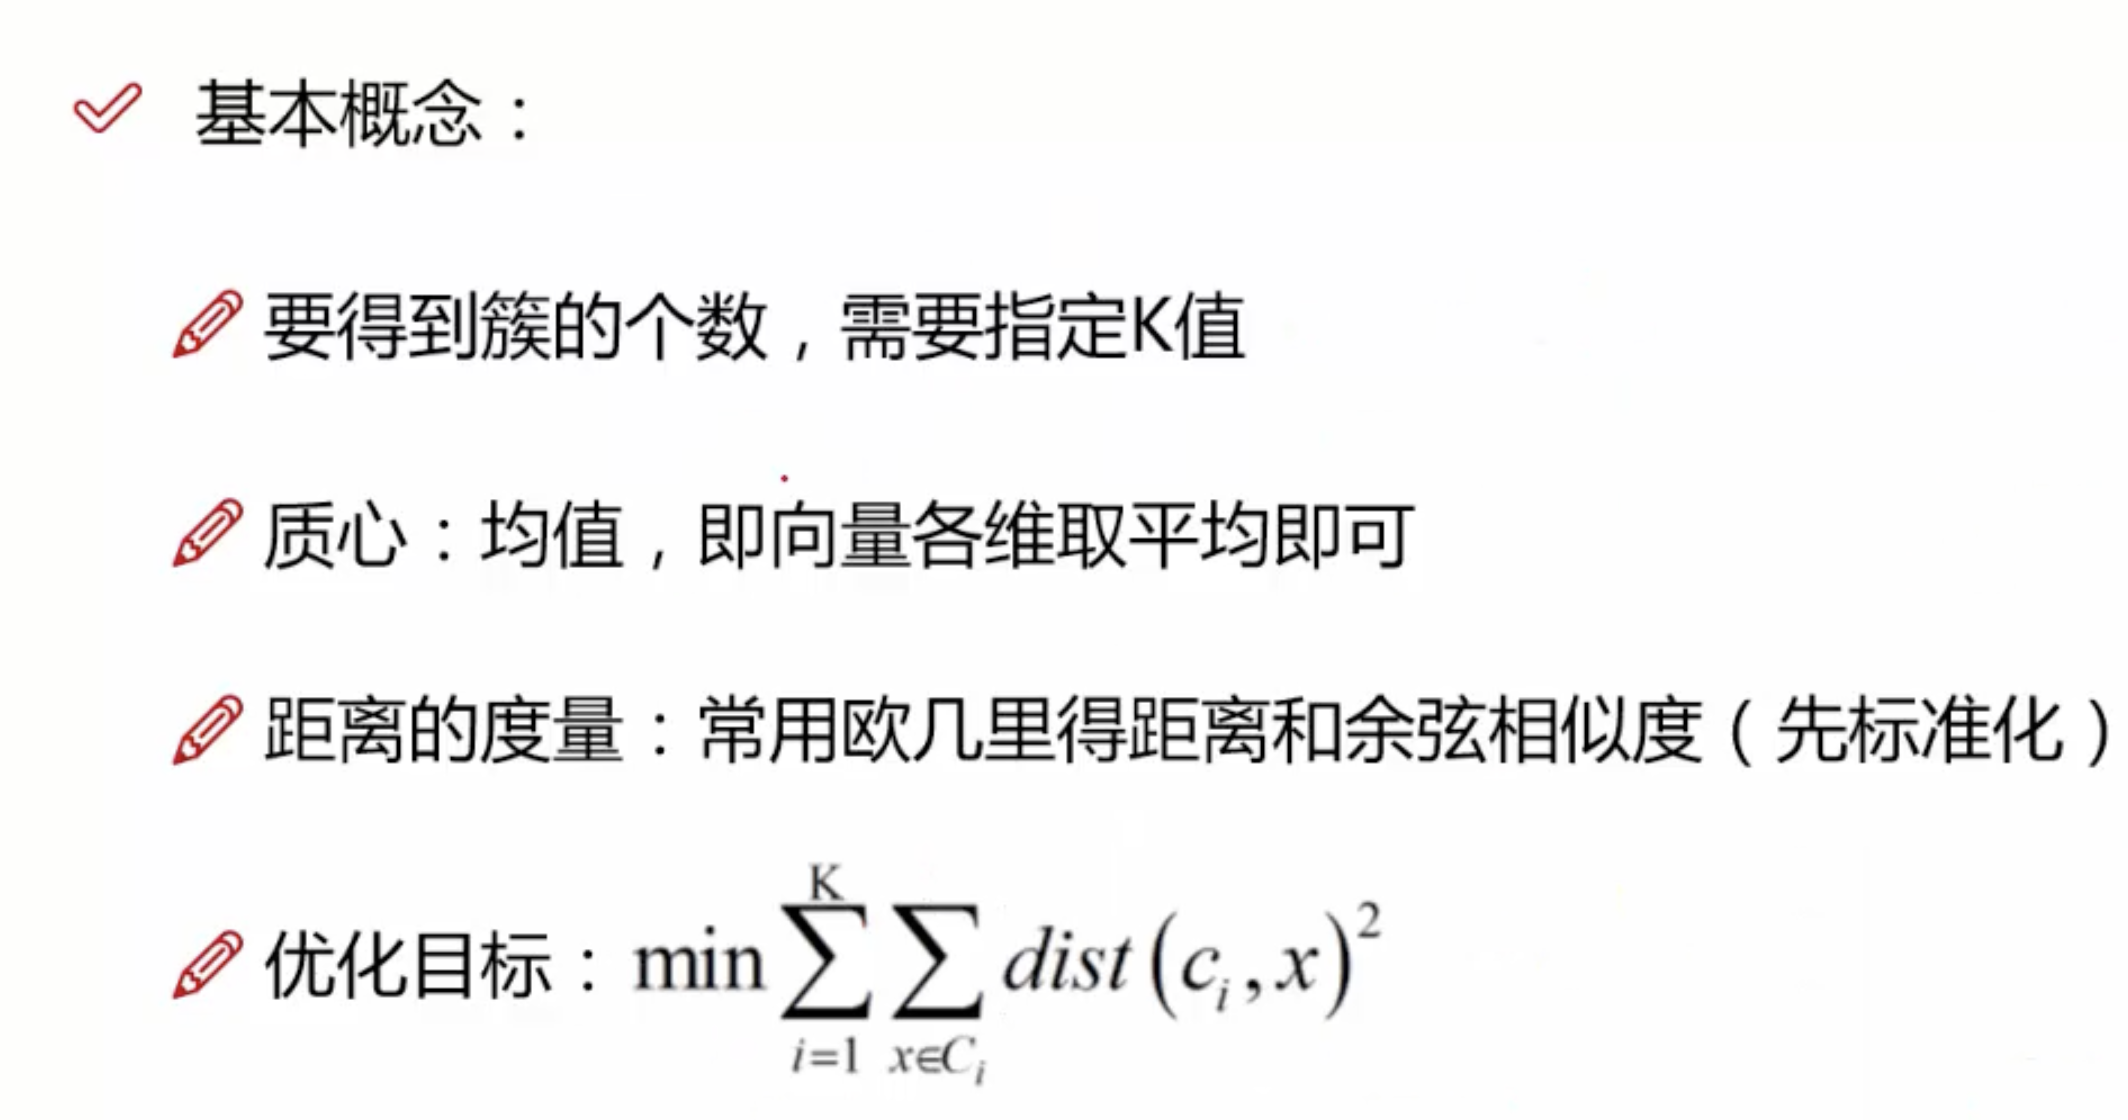 基本概念：
要得到簇的个数，需要指定K值
质心：均值，即向量各维取平均即可
距离的度量：常用欧几里得距离和余弦相似度（先标准化）
优化目标：min∑_{i=1}^{K}∑_{x∈C_i} dist(c_i, x)^2